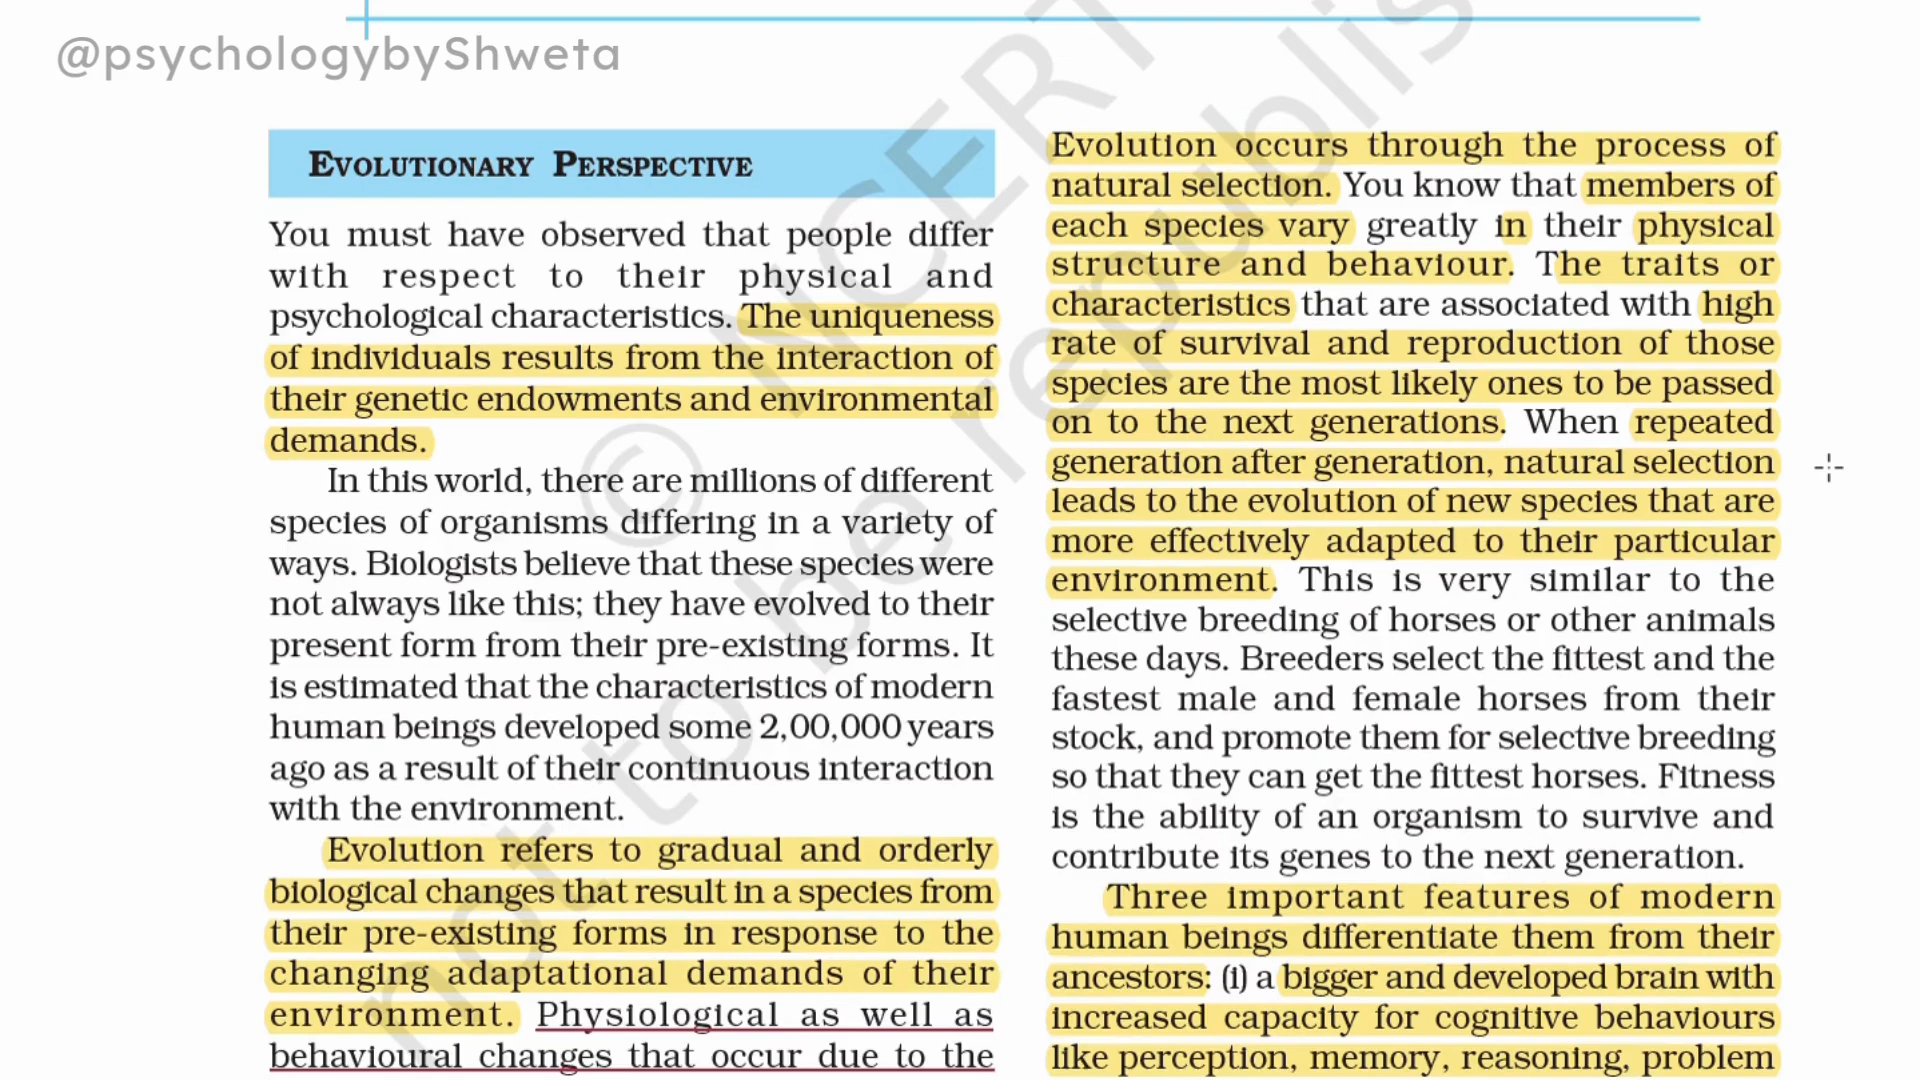 @psychologybyShweta
EVOLUTIONARY PERSPECTIVE
You must have observed that people differ
with respect to their physical and
psychological characteristics. The uniqueness
of individuals results from the interaction of
their genetic endowments and environmental
demands.
In this world, there are millions of different
species of organisms differing in a variety of
ways. Biologists believe that these species were
not always like this; they have evolved to their
present form from their pre-existing forms. It
is estimated that the characteristics of modern
human beings developed some 2,00,000 years
ago as a result of their continuous interaction
with the environment.
Evolution refers to gradual and orderly
biological changes that result in a species from
their pre-existing forms in response to the
changing adaptational demands of their
environment. Physiological as well as
behavioural changes that occur due to the
Evolution occurs through the process of
natural selection. You know that members of
each species vary greatly in their physical
structure and behaviour. The traits or
characteristics that are associated with high
rate of survival and reproduction of those
species are the most likely ones to be passed
on to the next generations. When repeated
generation after generation, natural selection
leads to the evolution of new species that are
more effectively adapted to their particular
environment. This is very similar to the
selective breeding of horses or other animals
these days. Breeders select the fittest and the
fastest male and female horses from their
stock, and promote them for selective breeding
so that they can get the fittest horses. Fitness
is the ability of an organism to survive and
contribute its genes to the next generation.
Three important features of modern
human beings differentiate them from their
ancestors: (i) a bigger and developed brain with
increased capacity for cognitive behaviours
like perception, memory, reasoning, problem
© NCERT
not to be republis